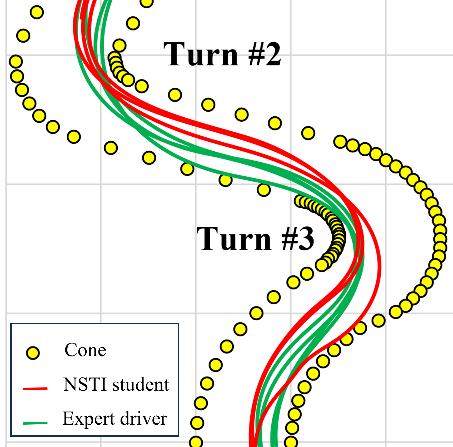 Turn #2
Turn #3
Cone
NSTI student
Expert driver